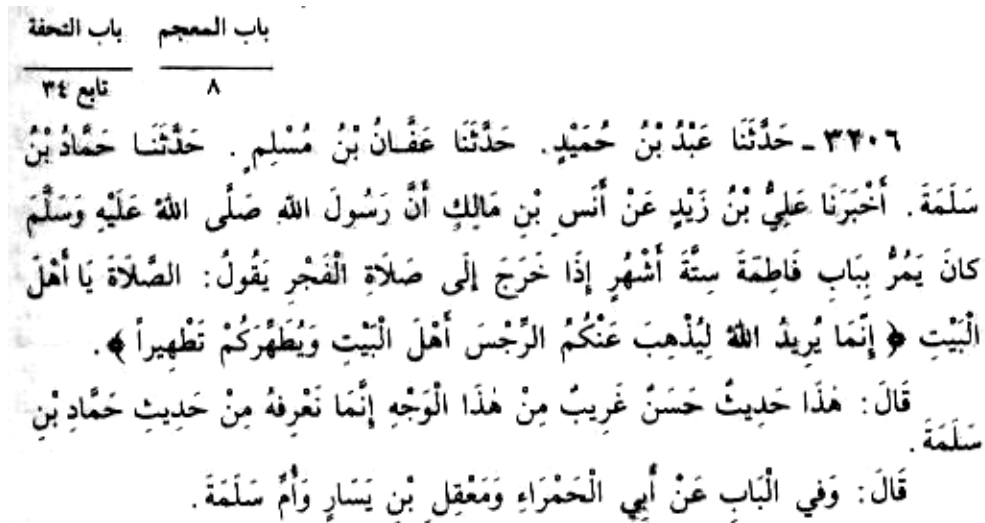 باب المعجم باب التحفة
٨ تابع ٣٤
٣٢٠٦ ـ حَدَّثَنَا عَبْدُ بْنُ حُمَيْدٍ. حَدَّثَنَا عَفَّانُ بْنُ مُسْلِمٍ. حَدَّثَنَا حَمَّادُ بْنُ
سَلَمَةَ. أَخْبَرَنَا عَلِيُّ بْنُ زَيْدٍ عَنْ أَنَسِ بْنِ مَالِكٍ أَنَّ رَسُولَ اللهِ صَلَّى اللهُ عَلَيْهِ وَسَلَّمَ
كانَ يَمُرُّ بِبَابِ فَاطِمَةَ سِتَّةَ أَشْهُرٍ إِذَا خَرَجَ إِلَى صَلَاةِ الْفَجْرِ يَقُولُ: الصَّلَاةَ يَا أَهْلَ
الْبَيْتِ ﴿ إِنَّمَا يُرِيدُ اللهُ لِيُذْهِبَ عَنْكُمُ الرِّجْسَ أَهْلَ الْبَيْتِ وَيُطَهِّرَكُمْ تَطْهِيراً ﴾.
قَالَ: هٰذَا حَدِيثٌ حَسَنٌ غَرِيبٌ مِنْ هٰذَا الْوَجْهِ إِنَّمَا نَعْرِفُهُ مِنْ حَدِيثِ حَمَّادِ بْنِ
سَلَمَةَ.
قَالَ: وَفي الْبَابِ عَنْ أَبِي الْحَمْرَاءِ وَمَعْقِلِ بْنِ يَسَارٍ وَأُمِّ سَلَمَةَ.